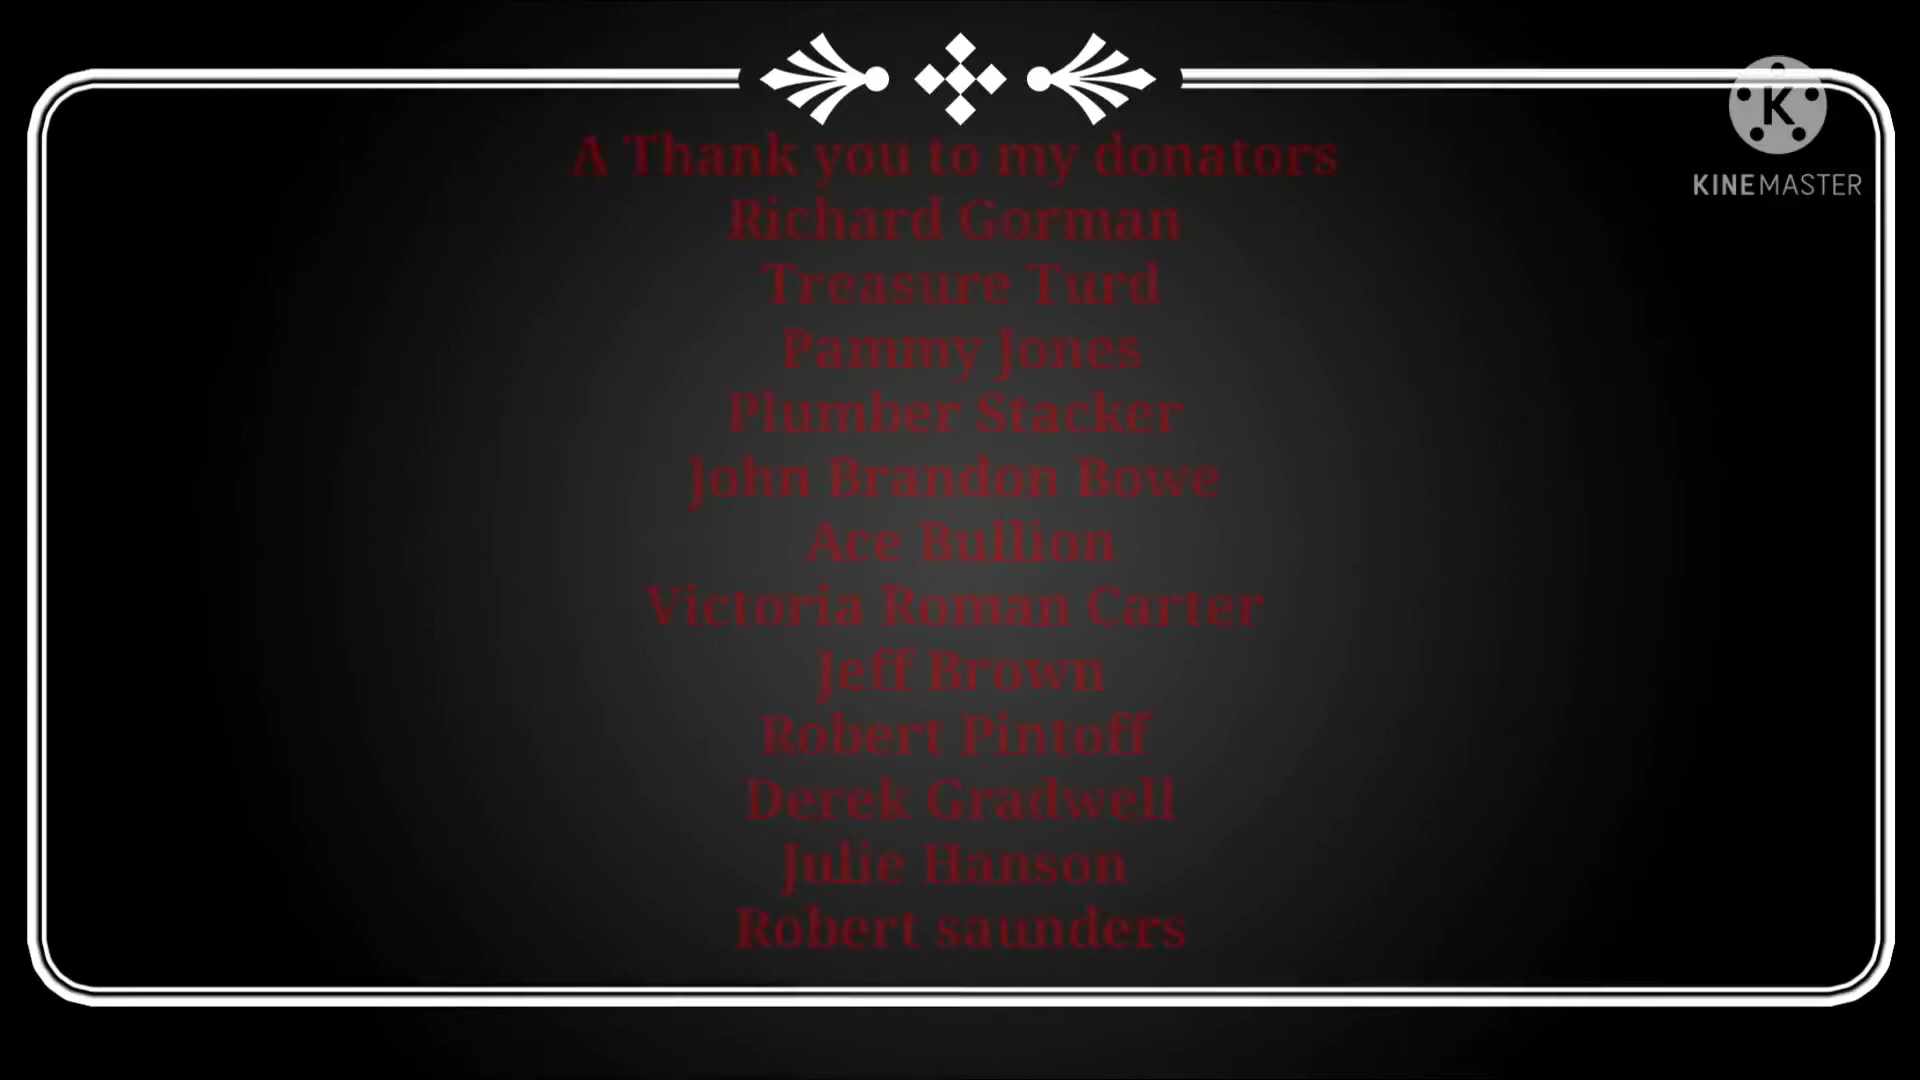 A Thank you to my donators
Richard Gorman
Treasure Turd
Pammy Jones
Plumber Stacker
John Brandon Bowe
Ace Bullion
Victoria Roman Carter
Jeff Brown
Robert Pintoff
Derek Gradwell
Julie Hanson
Robert saunders
K
KINEMASTER